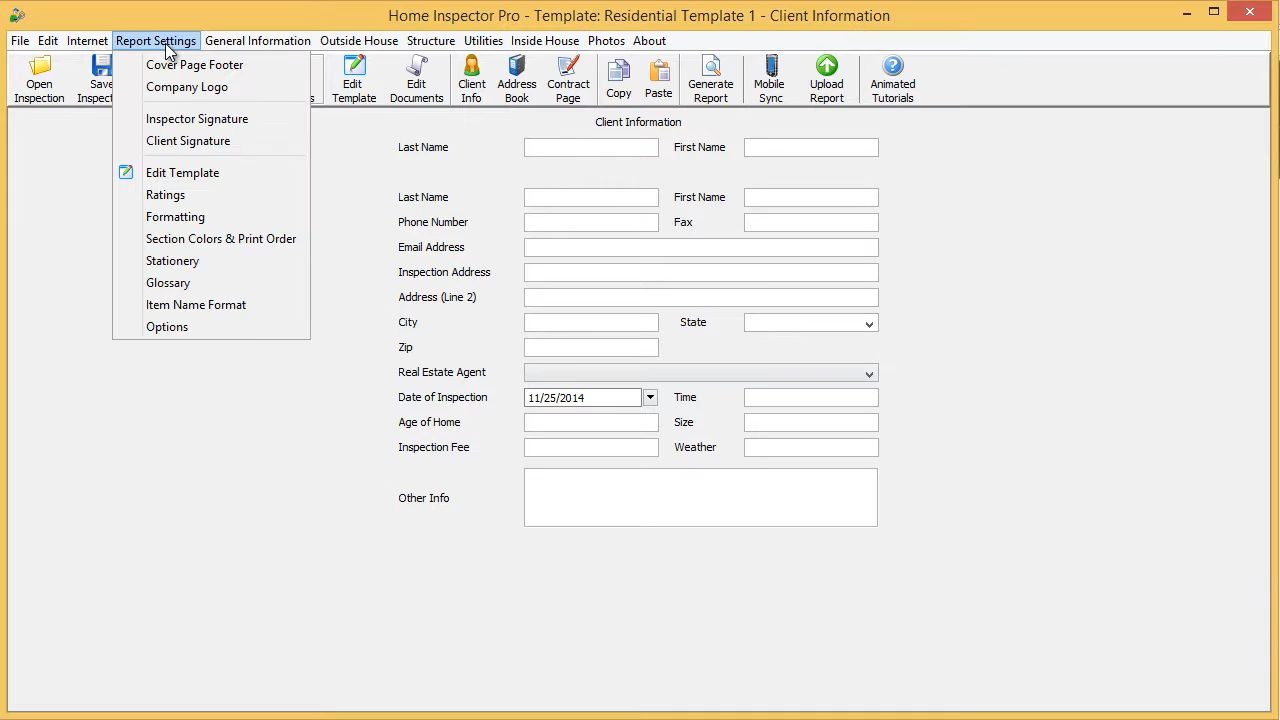 Home Inspector Pro - Template: Residential Template 1 - Client Information
File Edit Internet Report Settings General Information Outside House Structure Utilities Inside House Photos About
Open Inspection
Save
Inspect
Edit Template
Edit Documents
Client Info
Address Book
Contract Page
Copy
Paste
Generate Report
Mobile Sync
Upload Report
Animated Tutorials
Cover Page Footer
Company Logo
Inspector Signature
Client Signature
Edit Template
Ratings
Formatting
Section Colors & Print Order
Stationery
Glossary
Item Name Format
Options
Client Information
Last Name First Name
Last Name First Name
Phone Number Fax
Email Address
Inspection Address
Address (Line 2)
City State
Zip
Real Estate Agent
Date of Inspection 11/25/2014 Time
Age of Home Size
Inspection Fee Weather
Other Info